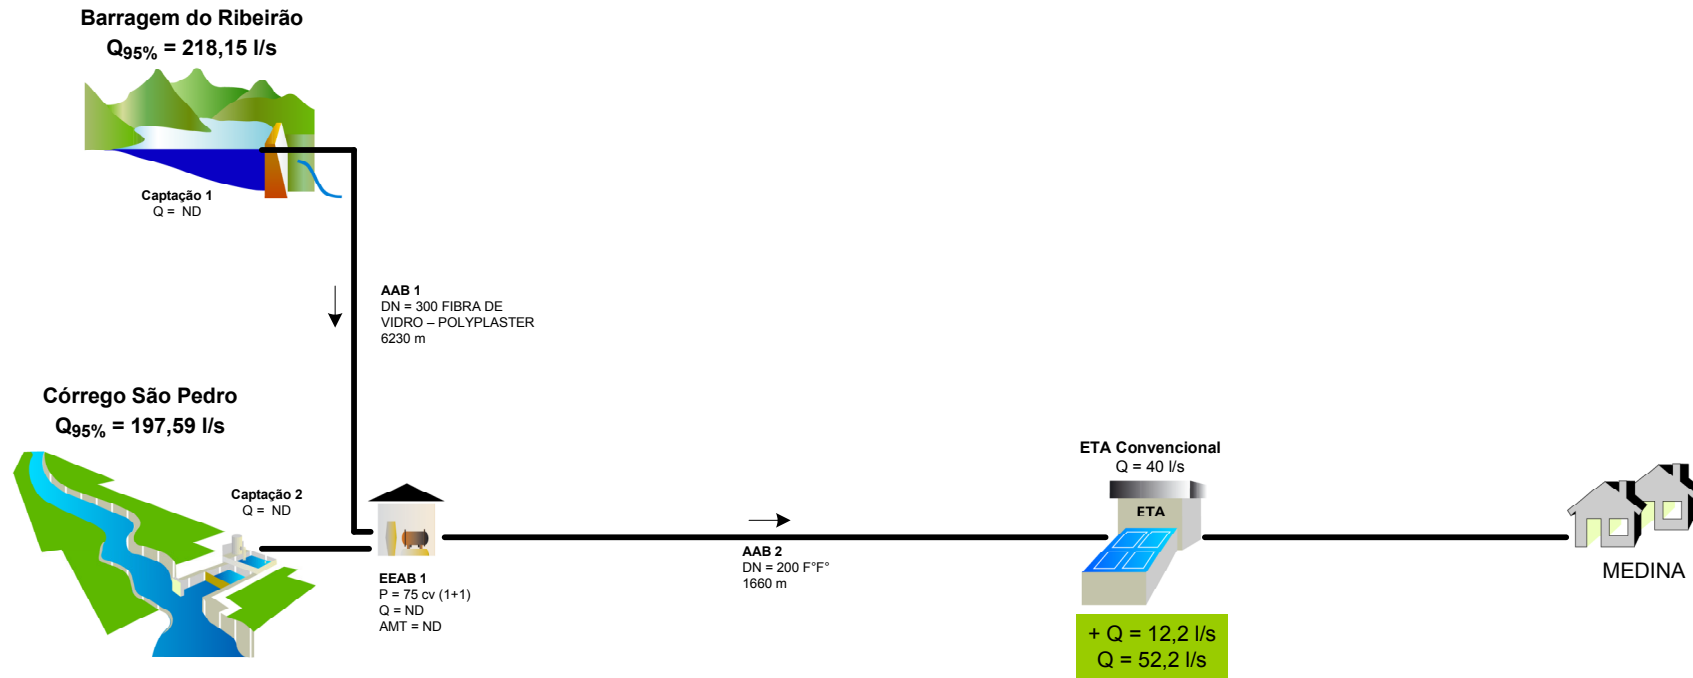 Barragem do Ribeirão
Q95% = 218,15 l/s
Captação 1
Q = ND
AAB 1
DN = 300 FIBRA DE
VIDRO – POLYPLASTER
6230 m
Córrego São Pedro
Q95% = 197,59 l/s
Captação 2
Q = ND
EEAB 1
P = 75 cv (1+1)
Q = ND
AMT = ND
AAB 2
DN = 200 F°F°
1660 m
ETA Convencional
Q = 40 l/s
ETA
+ Q = 12,2 l/s
Q = 52,2 l/s
MEDINA